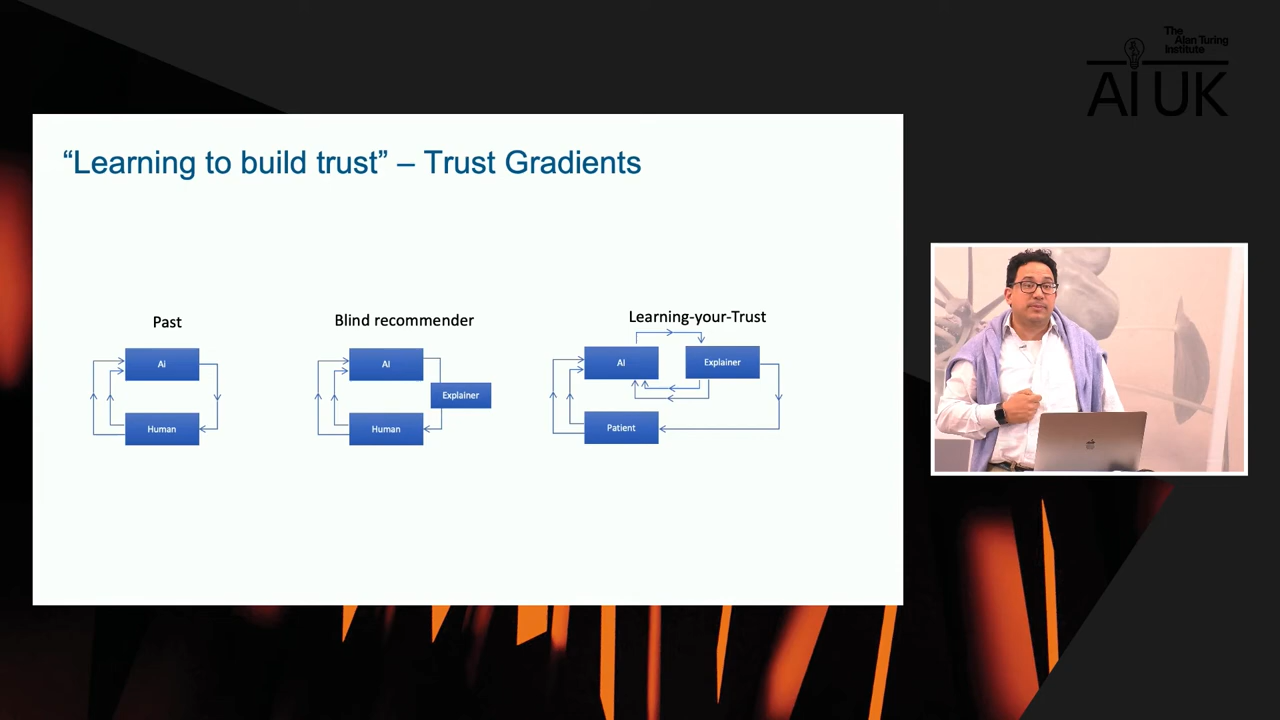 The
Alan Turing
Institute
AI UK
“Learning to build trust” – Trust Gradients
Past
Ai
Human
Blind recommender
AI
Explainer
Human
Learning-your-Trust
AI
Explainer
Patient